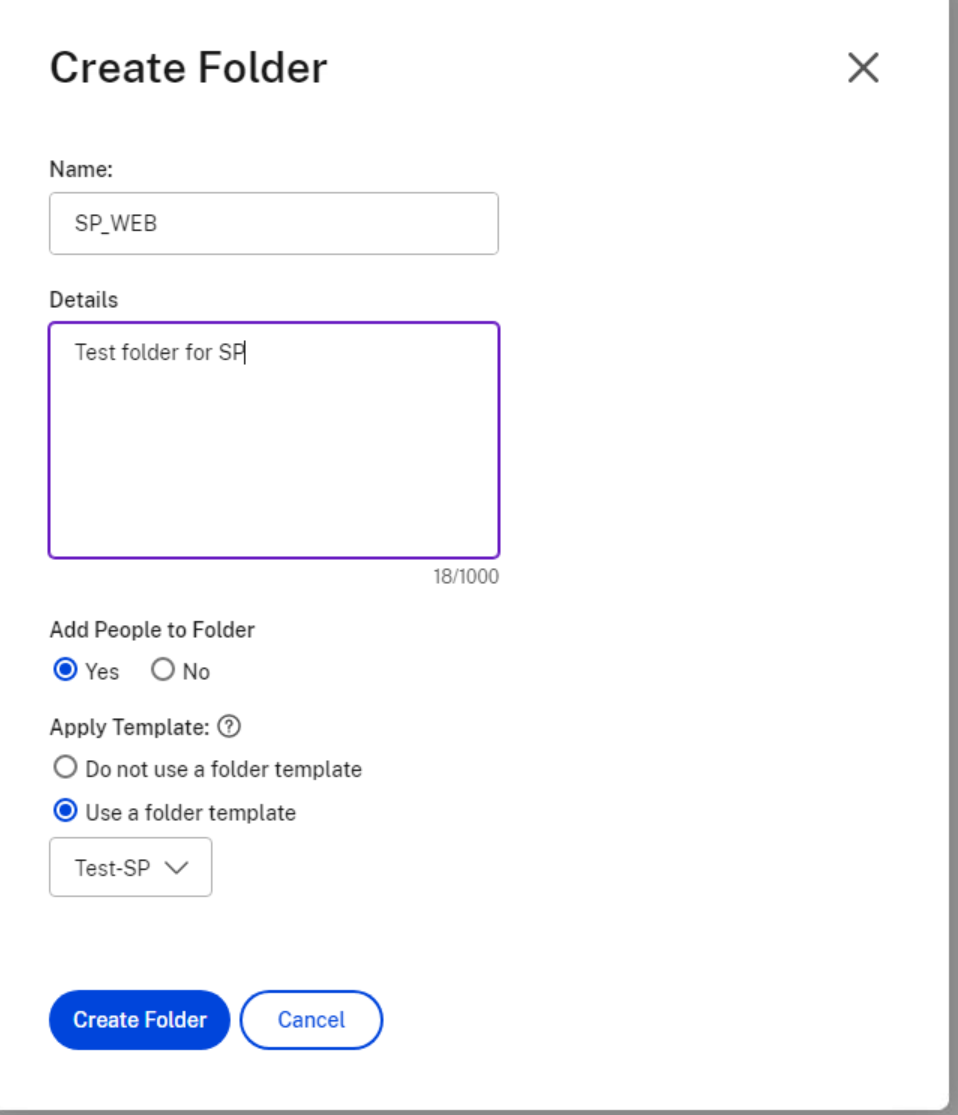 Create Folder
Name:
SP_WEB
Details
Test folder for SP
18/1000
Add People to Folder
Yes No
Apply Template: ?
Do not use a folder template
Use a folder template
Test-SP
Create Folder Cancel